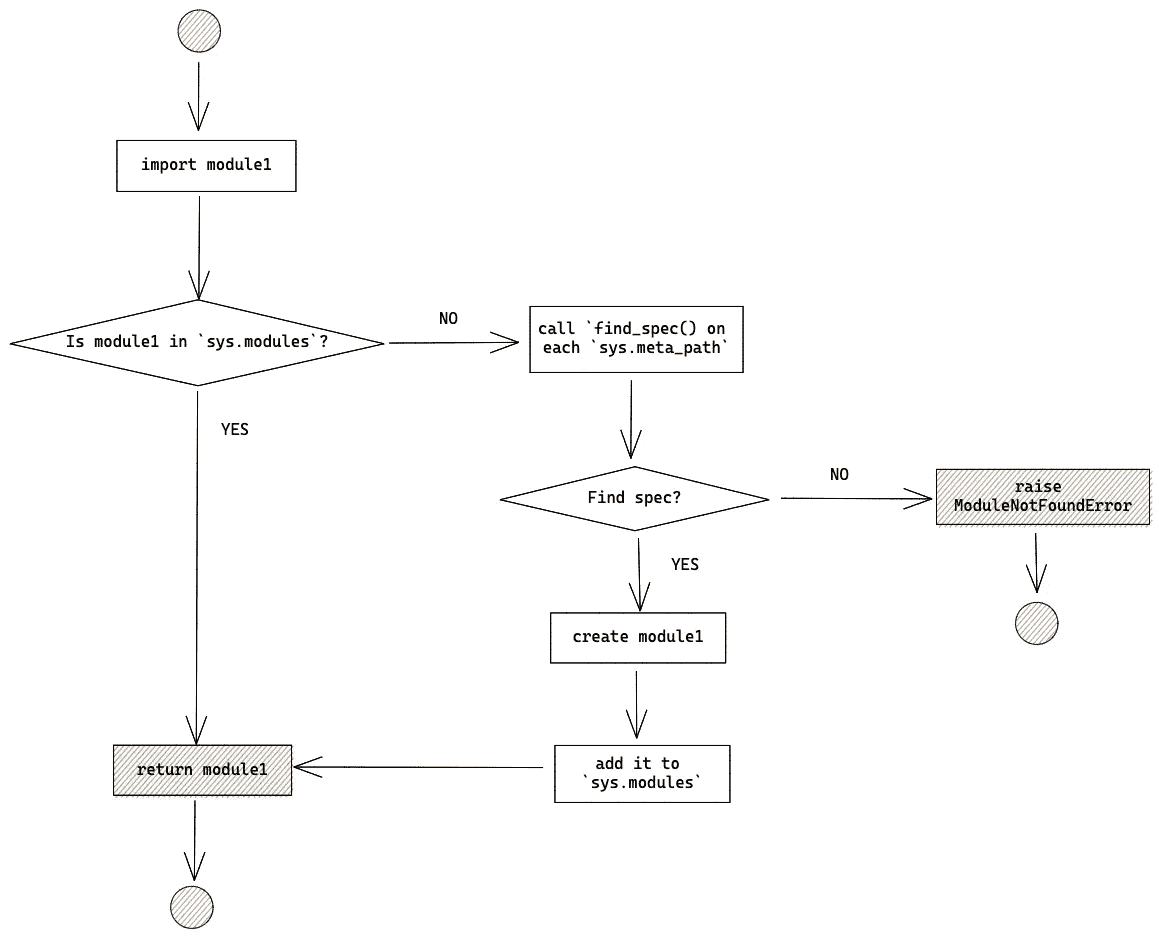 import module1
Is module1 in `sys.modules`?
NO
call `find_spec() on
each `sys.meta_path`
YES
Find spec?
NO
raise
ModuleNotFoundError
YES
create module1
add it to
`sys.modules`
return module1